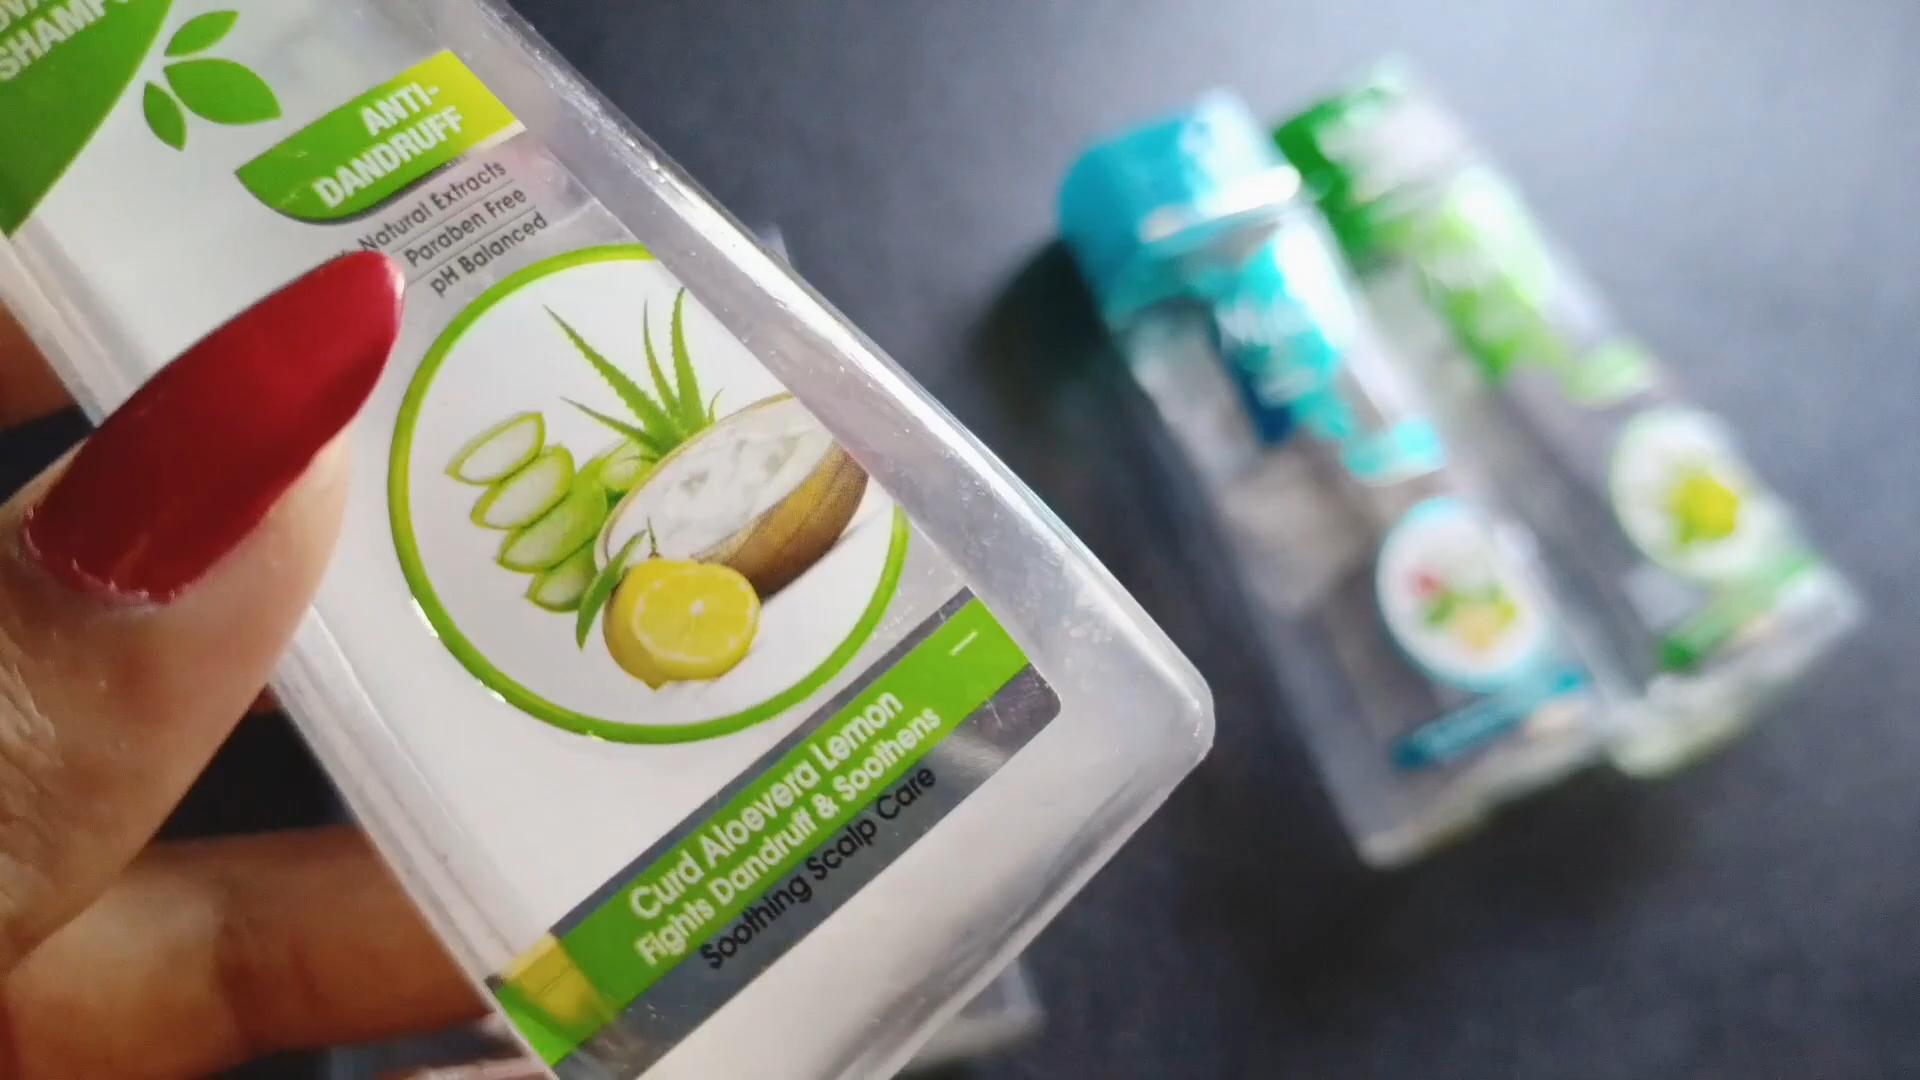 ANTI-
DANDRUFF
Natural Extracts
Paraben Free
pH Balanced
Curd Aloevera Lemon
Fights Dandruff & Soothens
Soothing Scalp Care